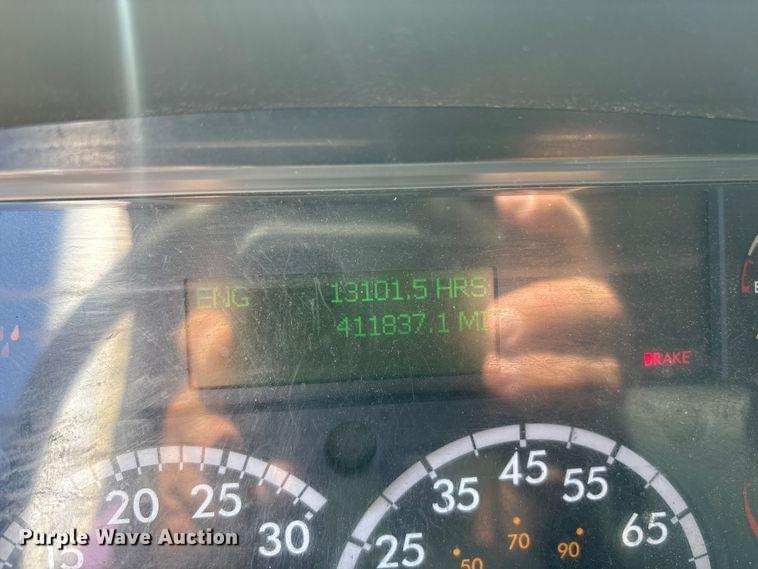 ENG 13101.5 HRS
411837.1 MI
BRAKE
15 20 25 30
25 35 45 55 65
50 70 90
Purple Wave Auction